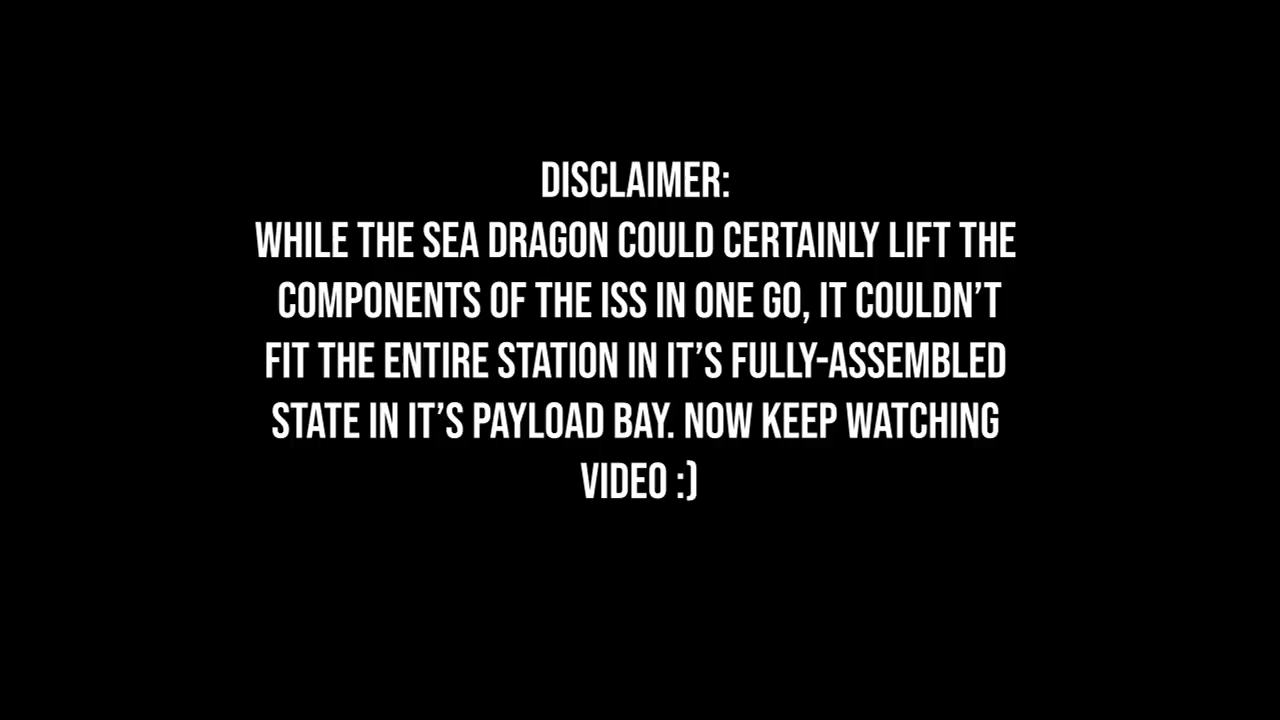 DISCLAIMER:
WHILE THE SEA DRAGON COULD CERTAINLY LIFT THE
COMPONENTS OF THE ISS IN ONE GO, IT COULDN’T
FIT THE ENTIRE STATION IN IT’S FULLY-ASSEMBLED
STATE IN IT’S PAYLOAD BAY. NOW KEEP WATCHING
VIDEO :)